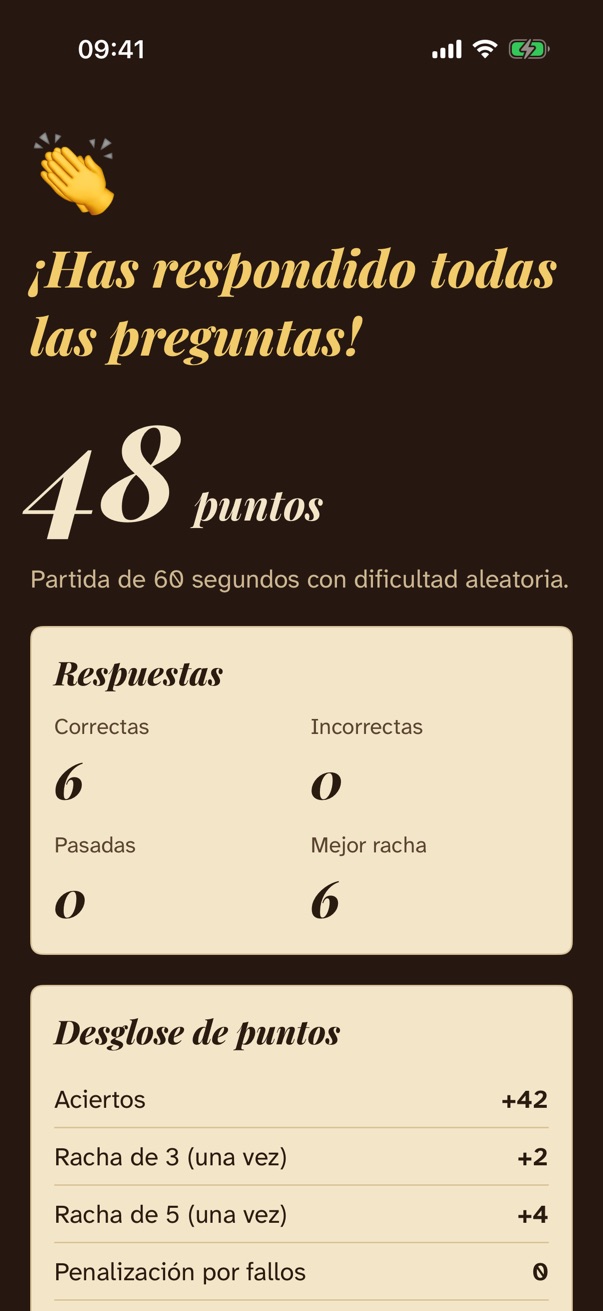 09:41
¡Has respondido todas
las preguntas!
48 puntos
Partida de 60 segundos con dificultad aleatoria.
Respuestas
Correctas Incorrectas
6 0
Pasadas Mejor racha
0 6
Desglose de puntos
Aciertos +42
Racha de 3 (una vez) +2
Racha de 5 (una vez) +4
Penalización por fallos 0